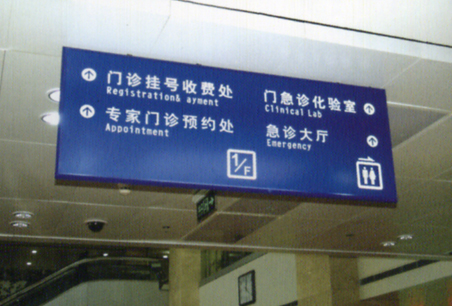 门诊挂号收费处
Registration& ayment
专家门诊预约处
Appointment
门急诊化验室
Clinical Lab
急诊大厅
Emergency
1/F